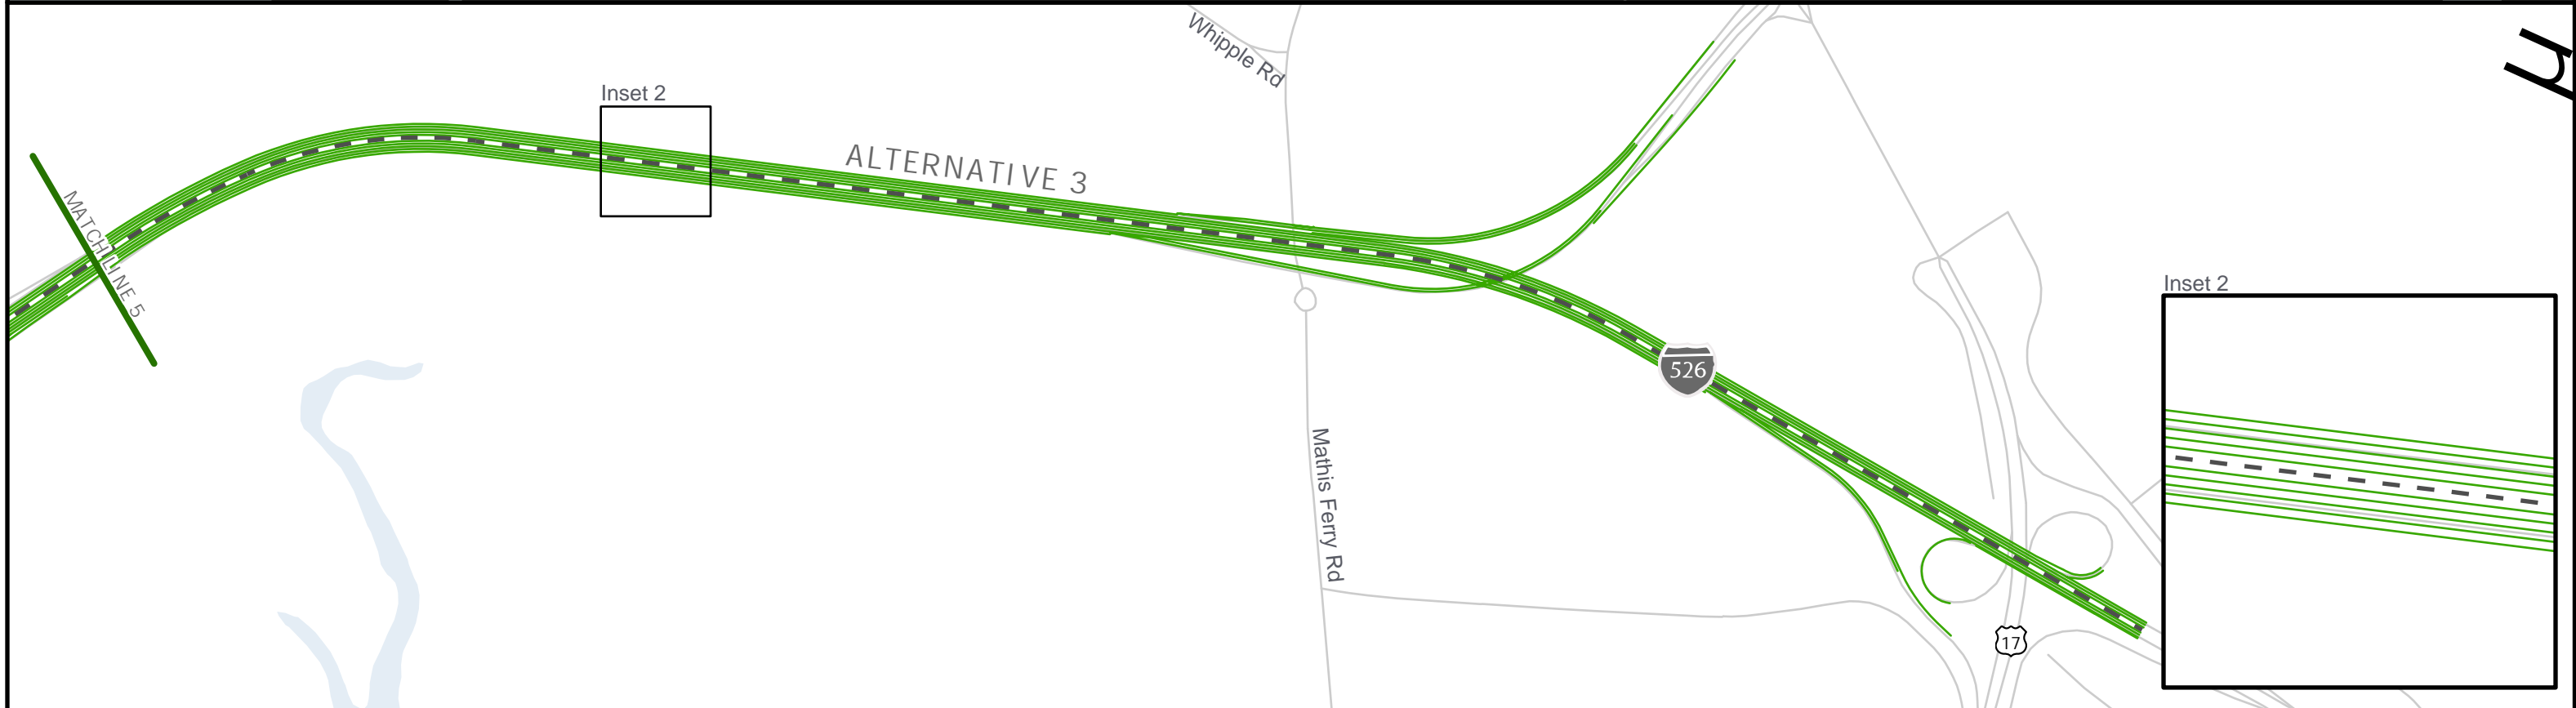 Whipple Rd
Inset 2
ALTERNATIVE 3
MATCHLINE 5
Inset 2
526
Mathis Ferry Rd
17